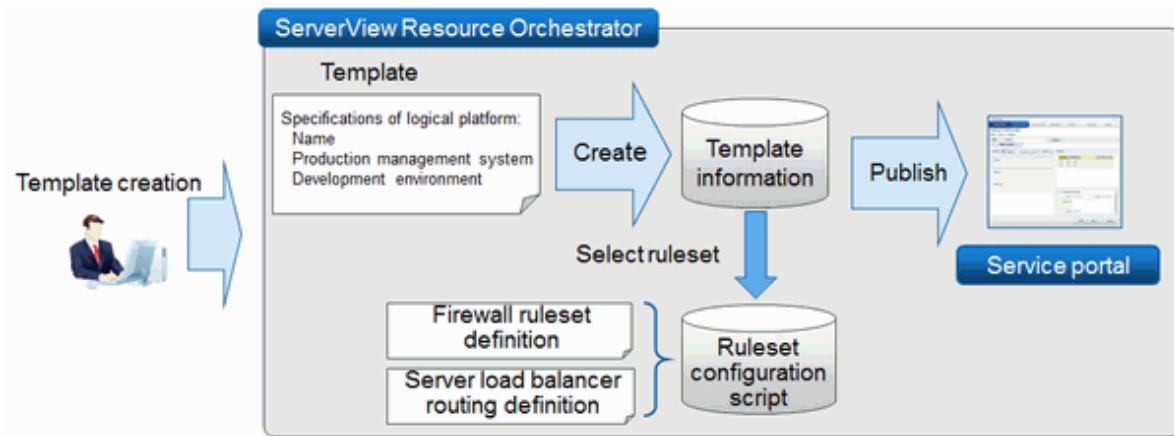 ServerView Resource Orchestrator
Template
Specifications of logical platform:
Name
Production management system
Development environment
Template creation
Create
Template
information
Publish
Service portal
Select ruleset
Firewall ruleset
definition
Server load balancer
routing definition
Ruleset
configuration
script